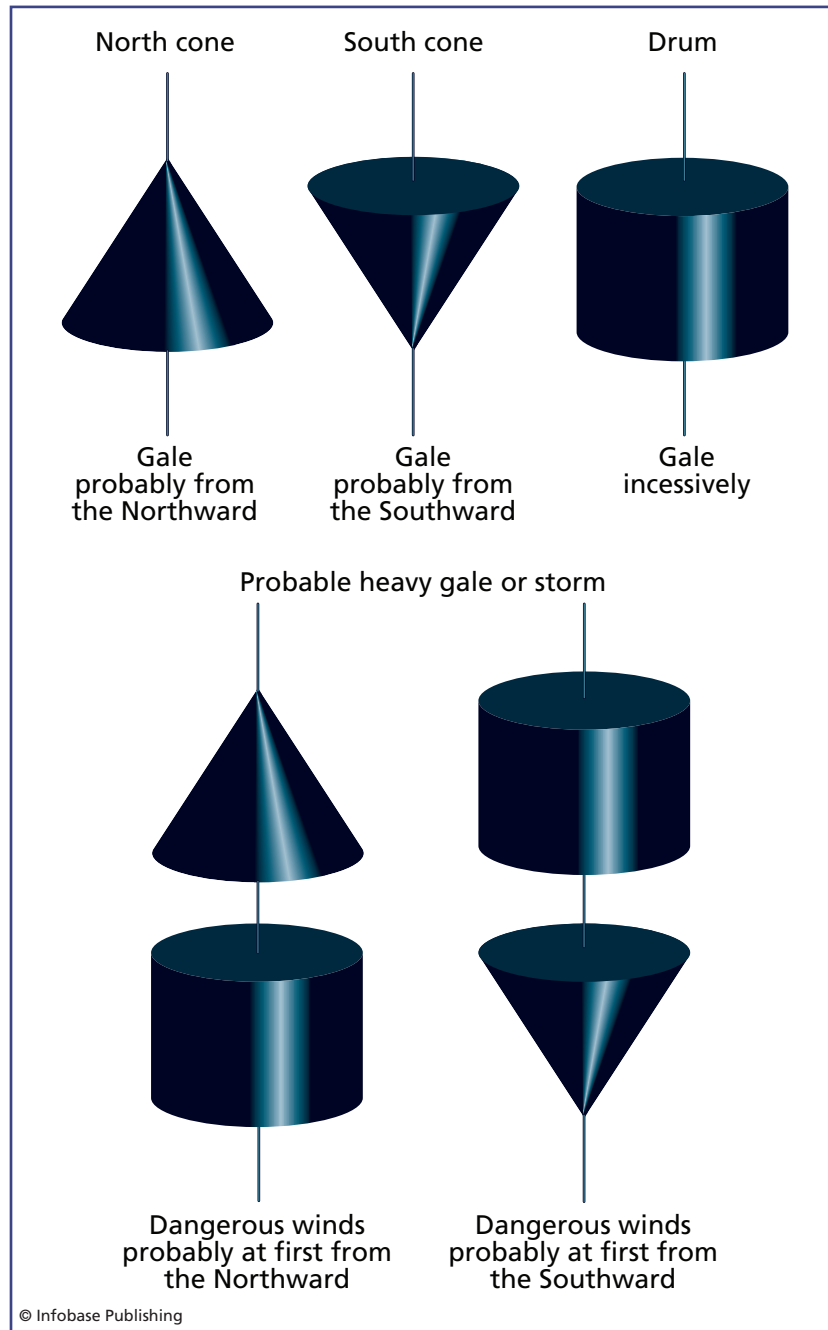 North cone
South cone
Drum
Gale
probably from
the Northward
Gale
probably from
the Southward
Gale
incessively
Probable heavy gale or storm
Dangerous winds
probably at first from
the Northward
Dangerous winds
probably at first from
the Southward
© Infobase Publishing